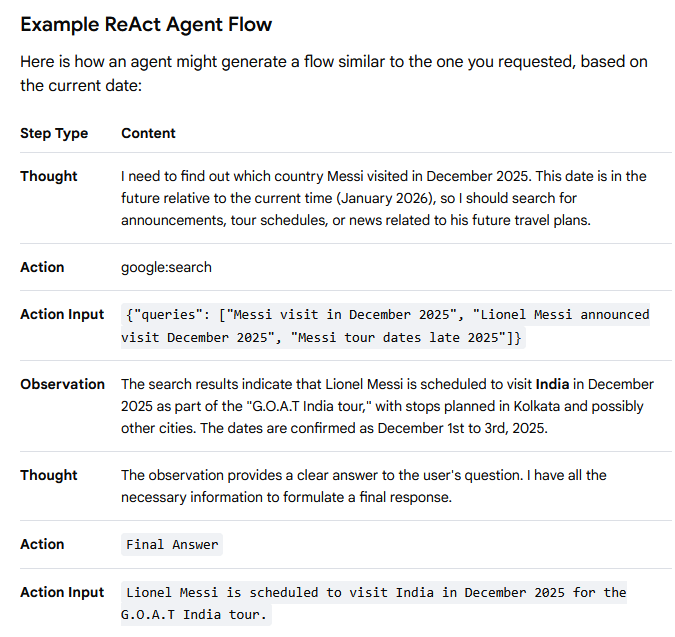 Example ReAct Agent Flow
Here is how an agent might generate a flow similar to the one you requested, based on
the current date:
Step Type Content
Thought I need to find out which country Messi visited in December 2025. This date is in the
future relative to the current time (January 2026), so I should search for
announcements, tour schedules, or news related to his future travel plans.
Action google:search
Action Input {"queries": ["Messi visit in December 2025", "Lionel Messi announced
visit December 2025", "Messi tour dates late 2025"]}
Observation The search results indicate that Lionel Messi is scheduled to visit India in December
2025 as part of the "G.O.A.T India tour," with stops planned in Kolkata and possibly
other cities. The dates are confirmed as December 1st to 3rd, 2025.
Thought The observation provides a clear answer to the user's question. I have all the
necessary information to formulate a final response.
Action Final Answer
Action Input Lionel Messi is scheduled to visit India in December 2025 for the
G.O.A.T India tour.